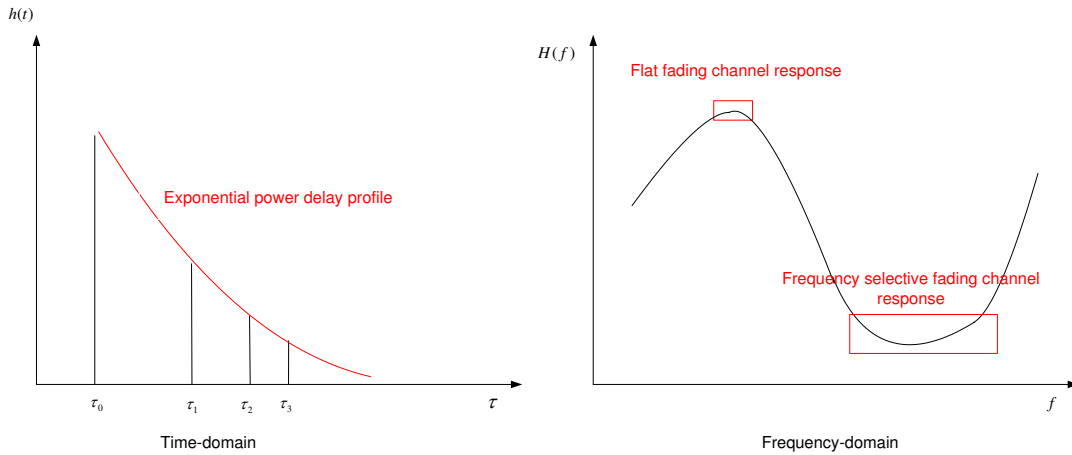 h(t)
Exponential power delay profile
τ0
τ1
τ2
τ3
τ
Time-domain
H(f)
Flat fading channel response
Frequency selective fading channel
response
f
Frequency-domain